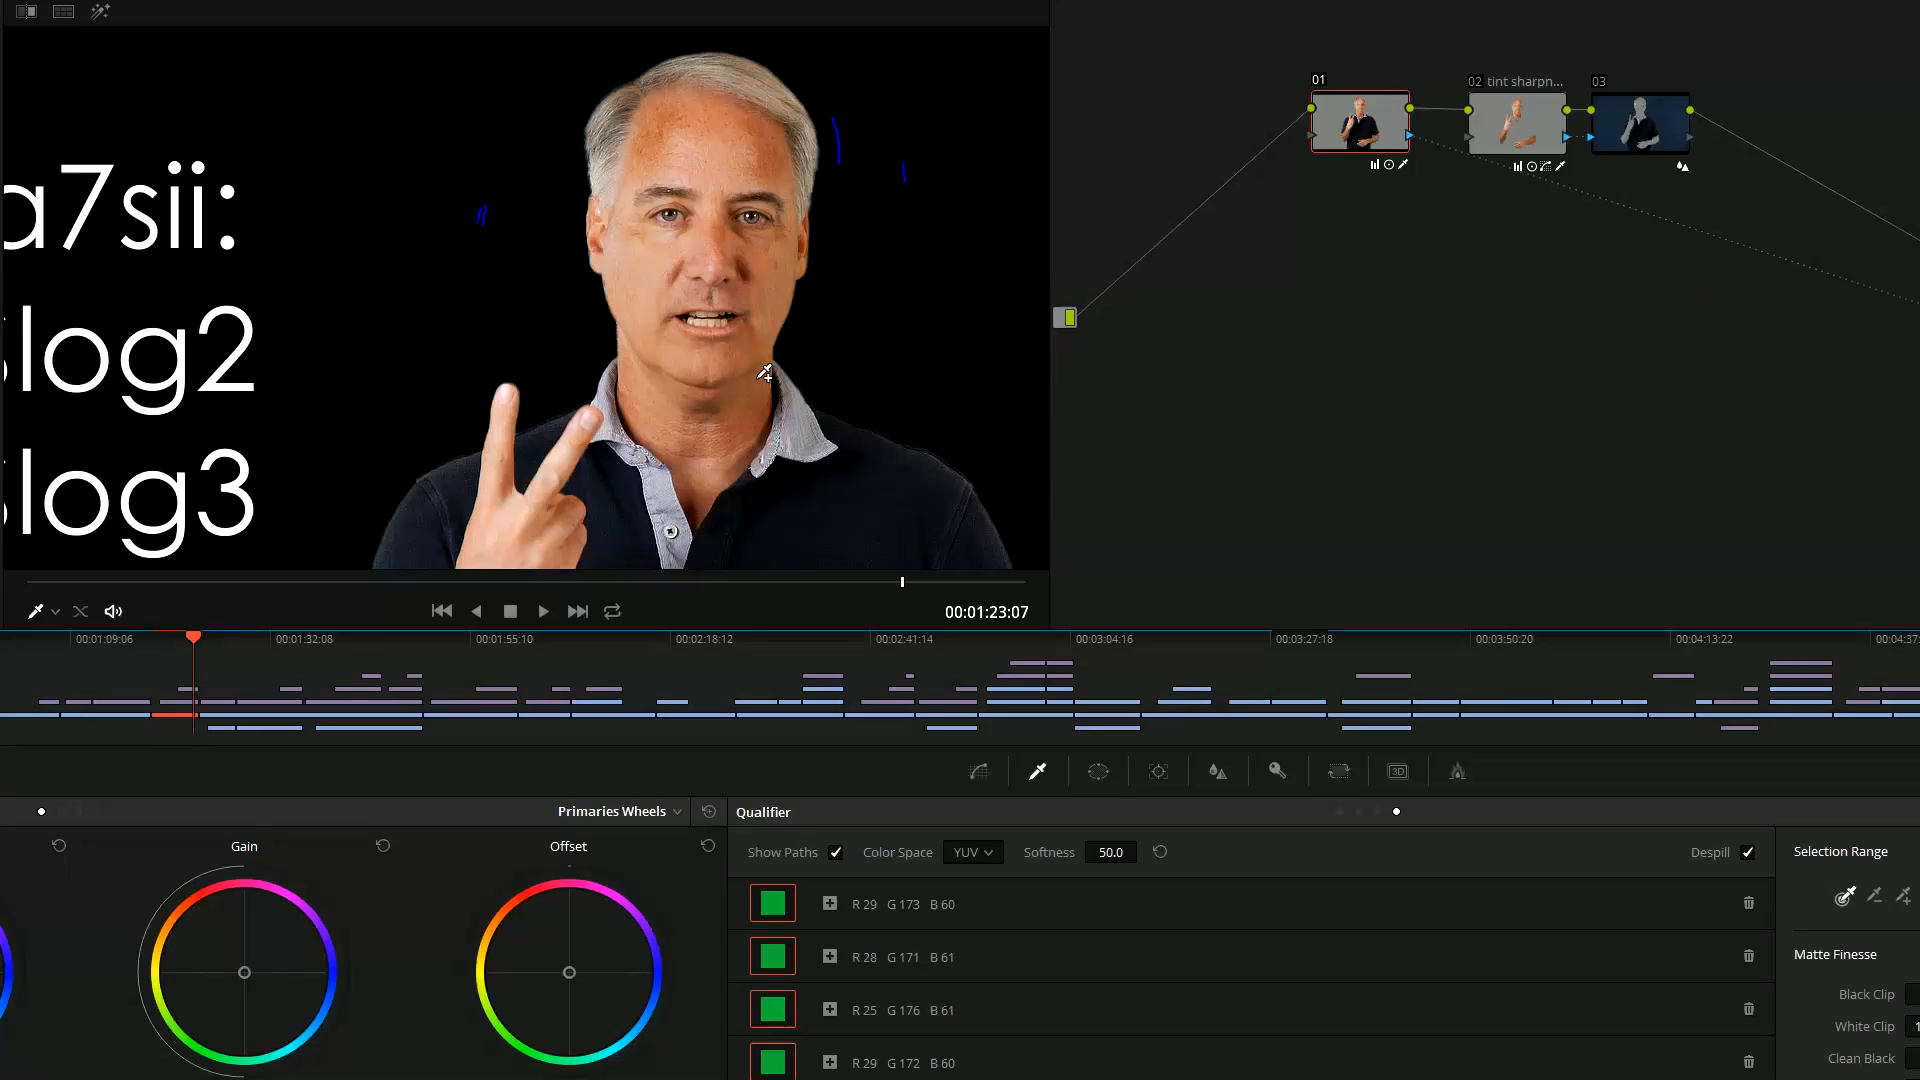 a7sii:
log2
log3
01
02 tint sharpn...
03
00:01:23:07
00:01:09:06
00:01:32:08
00:01:55:10
00:02:18:12
00:02:41:14
00:03:04:16
00:03:27:18
00:03:50:20
00:04:13:22
00:04:37:
3D
Primaries Wheels
Qualifier
Gain
Offset
Show Paths
Color Space
YUV
Softness
50.0
Despill
Selection Range
R 29 G 173 B 60
R 28 G 171 B 61
R 25 G 176 B 61
R 29 G 172 B 60
Matte Finesse
Black Clip
White Clip
Clean Black